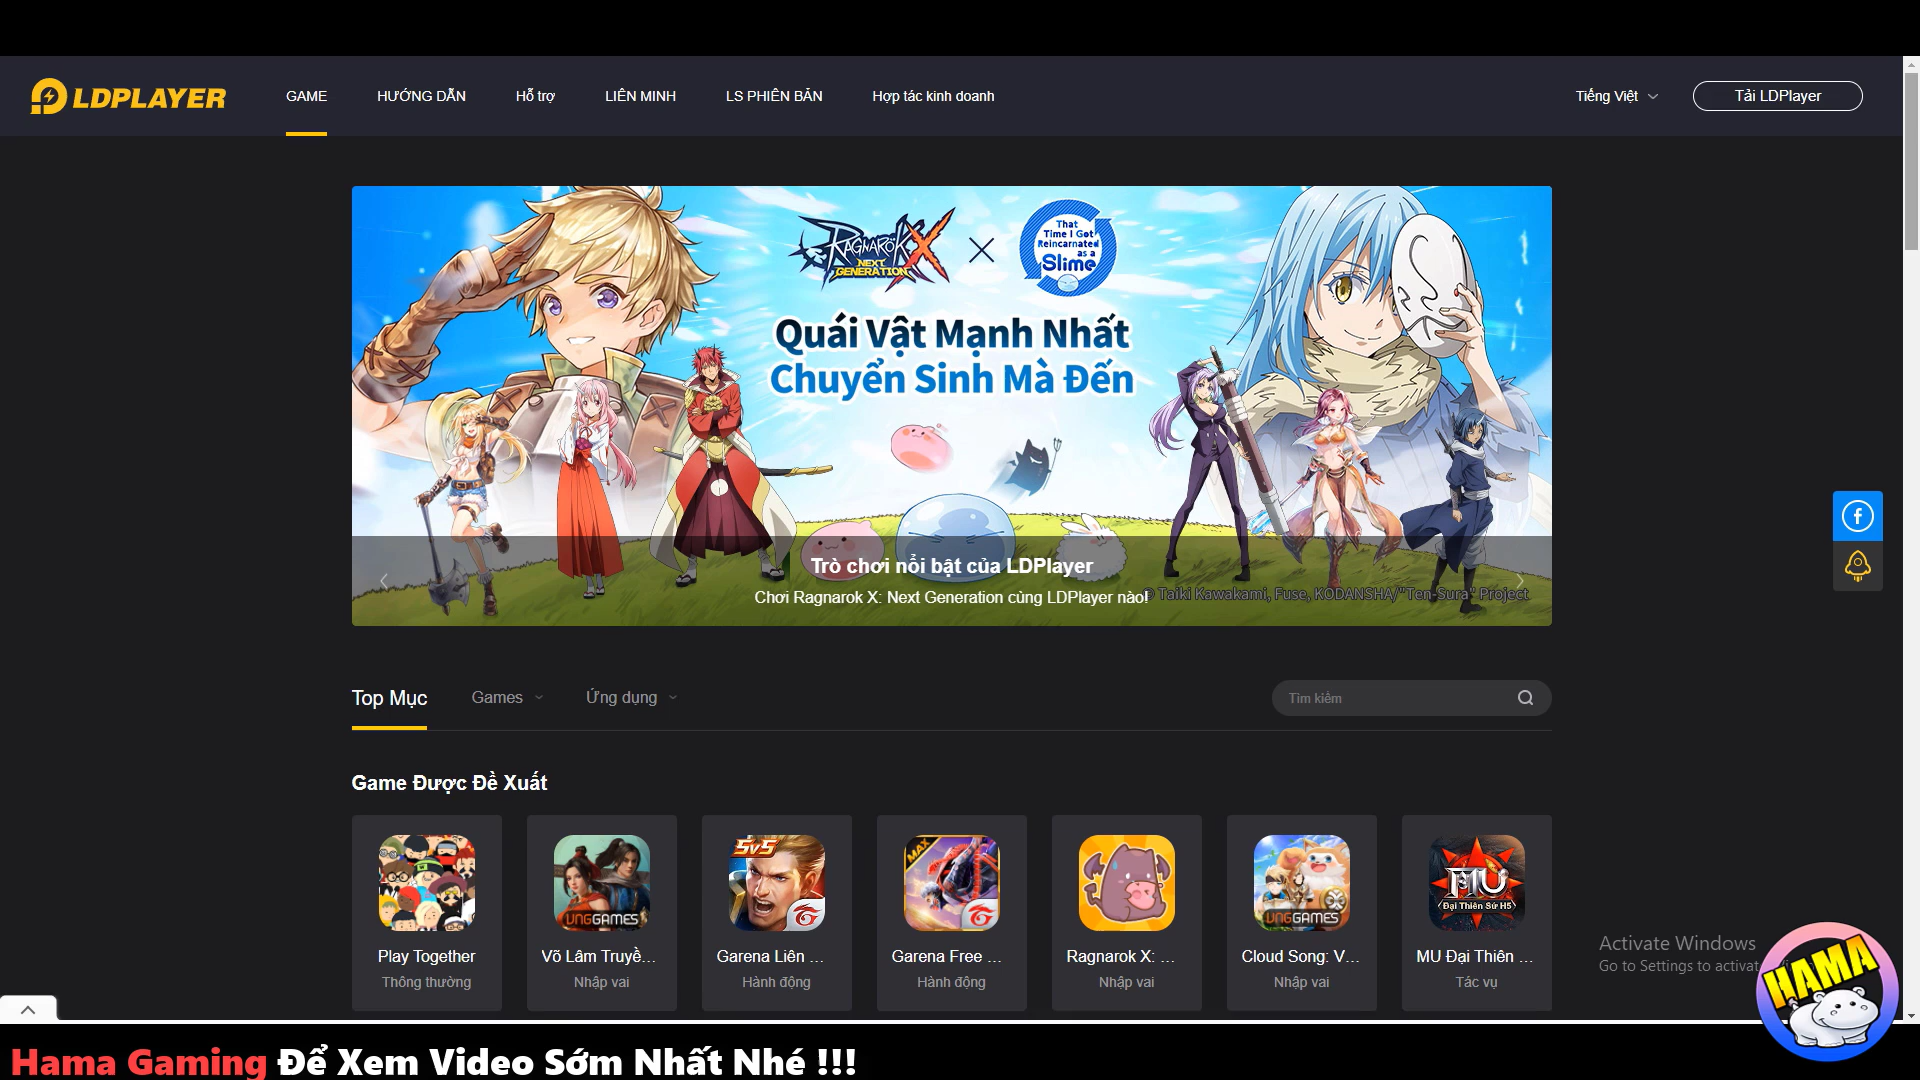 LDPLAYER
GAME
HƯỚNG DẪN
Hỗ trợ
LIÊN MINH
LS PHIÊN BẢN
Hợp tác kinh doanh
Tiếng Việt
Tải LDPlayer
RAGNARÖK X
NEXT
GENERATION
That
Time I Got
Reincarnated
as a
Slime
Quái Vật Mạnh Nhất
Chuyển Sinh Mà Đến
Trò chơi nổi bật của LDPlayer
Chơi Ragnarok X: Next Generation cùng LDPlayer nào!
© Taiki Kawakami, Fuse, KODANSHA/"Ten-Sura" Project
Top Mục
Games
Ứng dụng
Tìm kiếm
Game Được Đề Xuất
VNGGAMES
5v5
MAX
VNGGAMES
MU
Đại Thiên Sứ H5
Play Together
Võ Lâm Truyề...
Garena Liên ...
Garena Free ...
Ragnarok X: ...
Cloud Song: V...
MU Đại Thiên ...
Thông thường
Nhập vai
Hành động
Hành động
Nhập vai
Nhập vai
Tác vụ
Activate Windows
Go to Settings to activat
HAMA
Hama Gaming Để Xem Video Sớm Nhất Nhé !!!